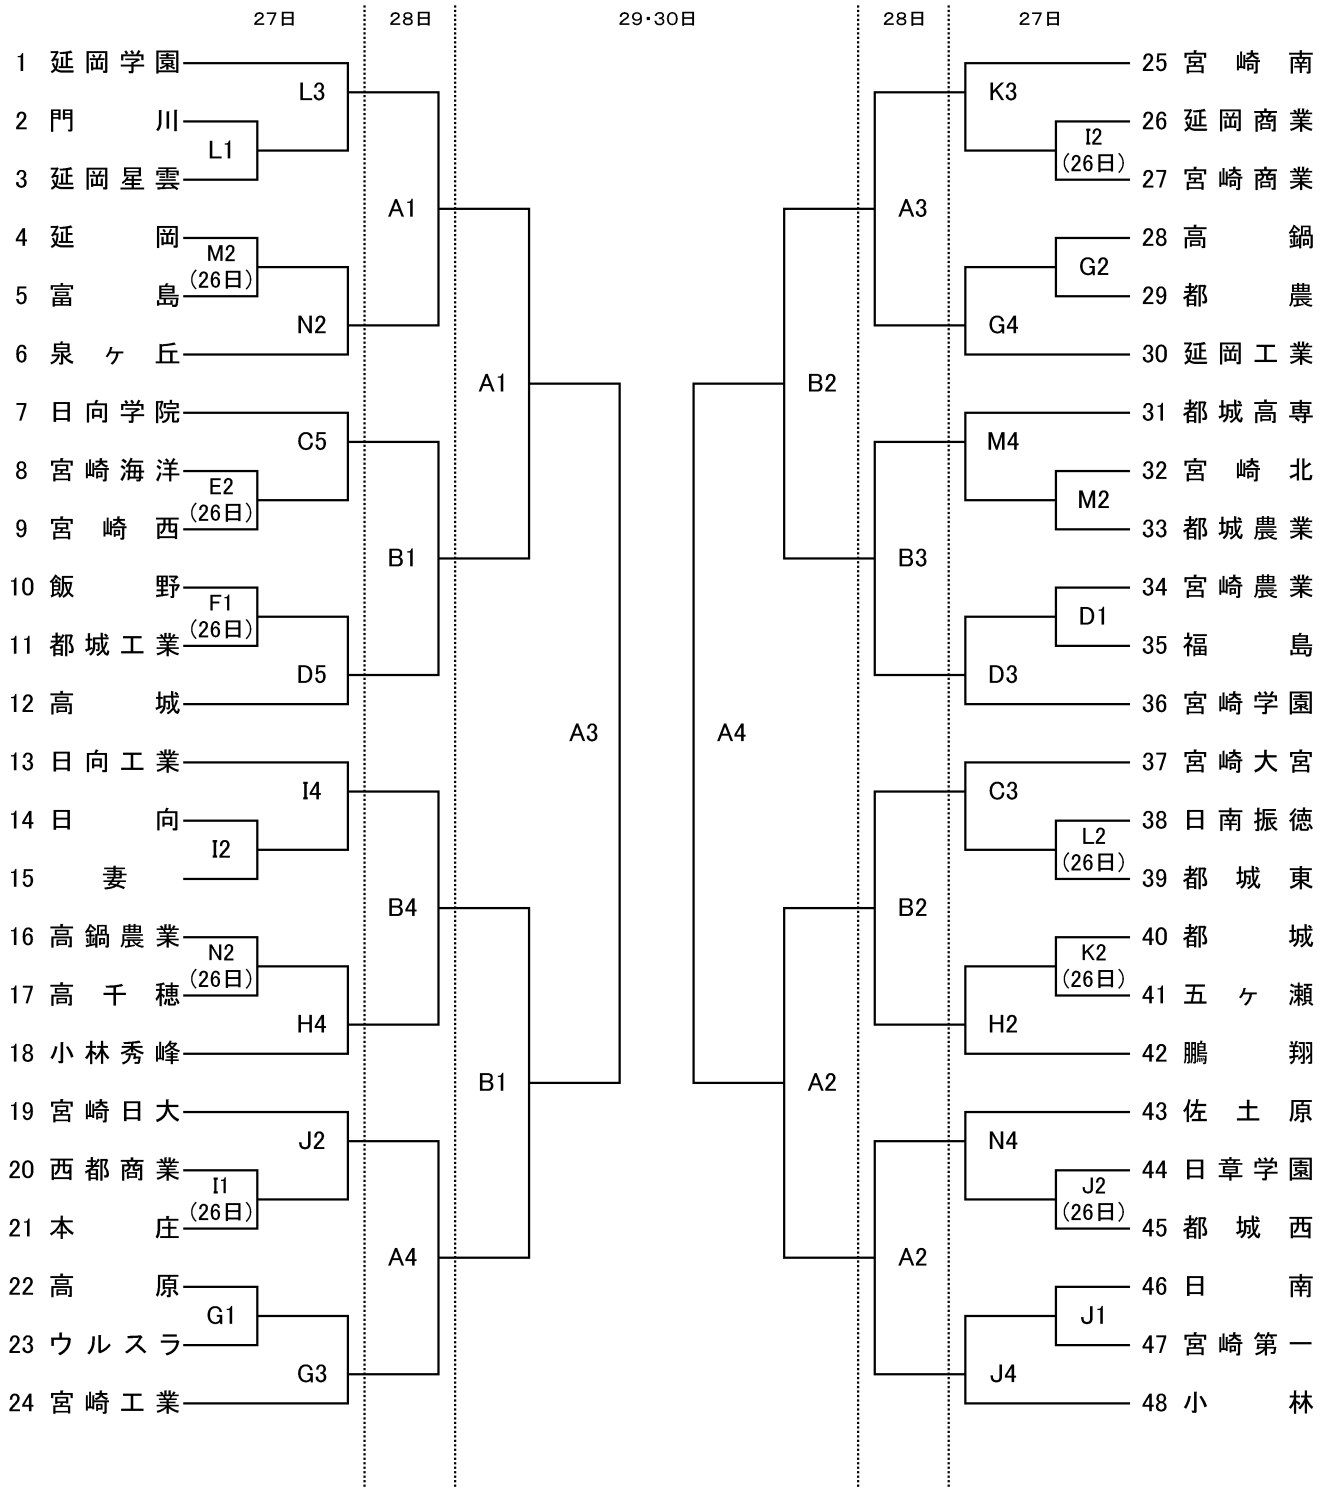 27日 28日 29・30日 28日 27日
1 延岡学園
L3
2 門川
L1
3 延岡星雲
A1
4 延岡
M2
(26日)
5 富島
N2
6 泉ヶ丘
A1
7 日向学院
C5
8 宮崎海洋
E2
(26日)
9 宮崎西
B1
10 飯野
F1
(26日)
11 都城工業
D5
12 高城
A3
13 日向工業
I4
14 日向
I2
15 妻
B4
16 高鍋農業
N2
(26日)
17 高千穂
H4
18 小林秀峰
B1
19 宮崎日大
J2
20 西都商業
I1
(26日)
21 本庄
A4
22 高原
G1
23 ウルスラ
G3
24 宮崎工業
25 宮崎南
K3
26 延岡商業
I2
(26日)
27 宮崎商業
A3
28 高鍋
G2
29 都農
G4
30 延岡工業
B2
31 都城高専
M4
32 宮崎北
M2
33 都城農業
B3
34 宮崎農業
D1
35 福島
D3
36 宮崎学園
A4
37 宮崎大宮
C3
38 日南振徳
L2
(26日)
39 都城東
B2
40 都城
K2
(26日)
41 五ヶ瀬
H2
42 鵬翔
A2
43 佐土原
N4
44 日章学園
J2
(26日)
45 都城西
A2
46 日南
J1
47 宮崎第一
J4
48 小林